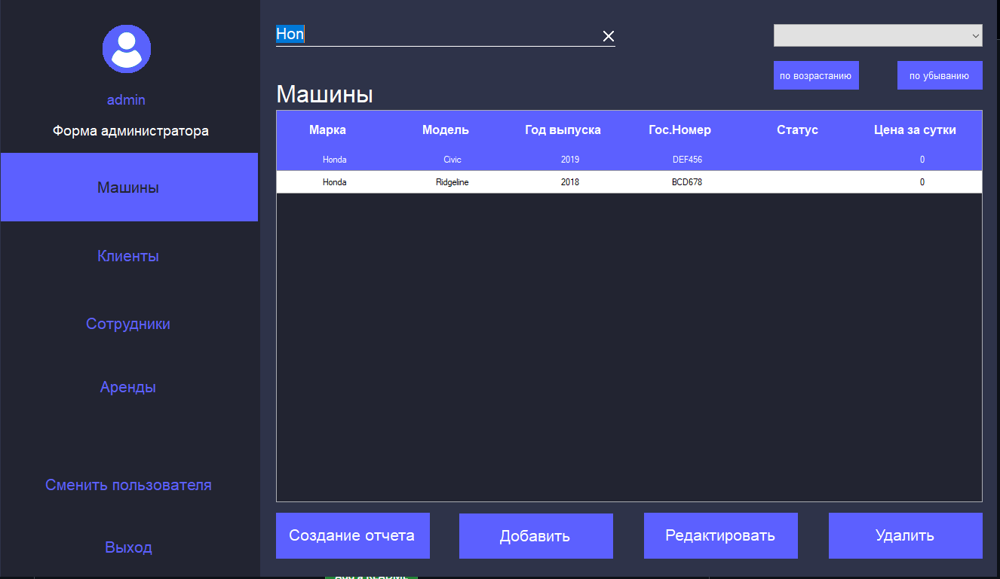 admin
Форма администратора
Машины
Клиенты
Сотрудники
Аренды
Сменить пользователя
Выход
Hon
по возрастанию
по убыванию
Машины
Марка Модель Год выпуска Гос.Номер Статус Цена за сутки
Honda Civic 2019 DEF456 0
Honda Ridgeline 2018 BCD678 0
Создание отчета
Добавить
Редактировать
Удалить
Add a README